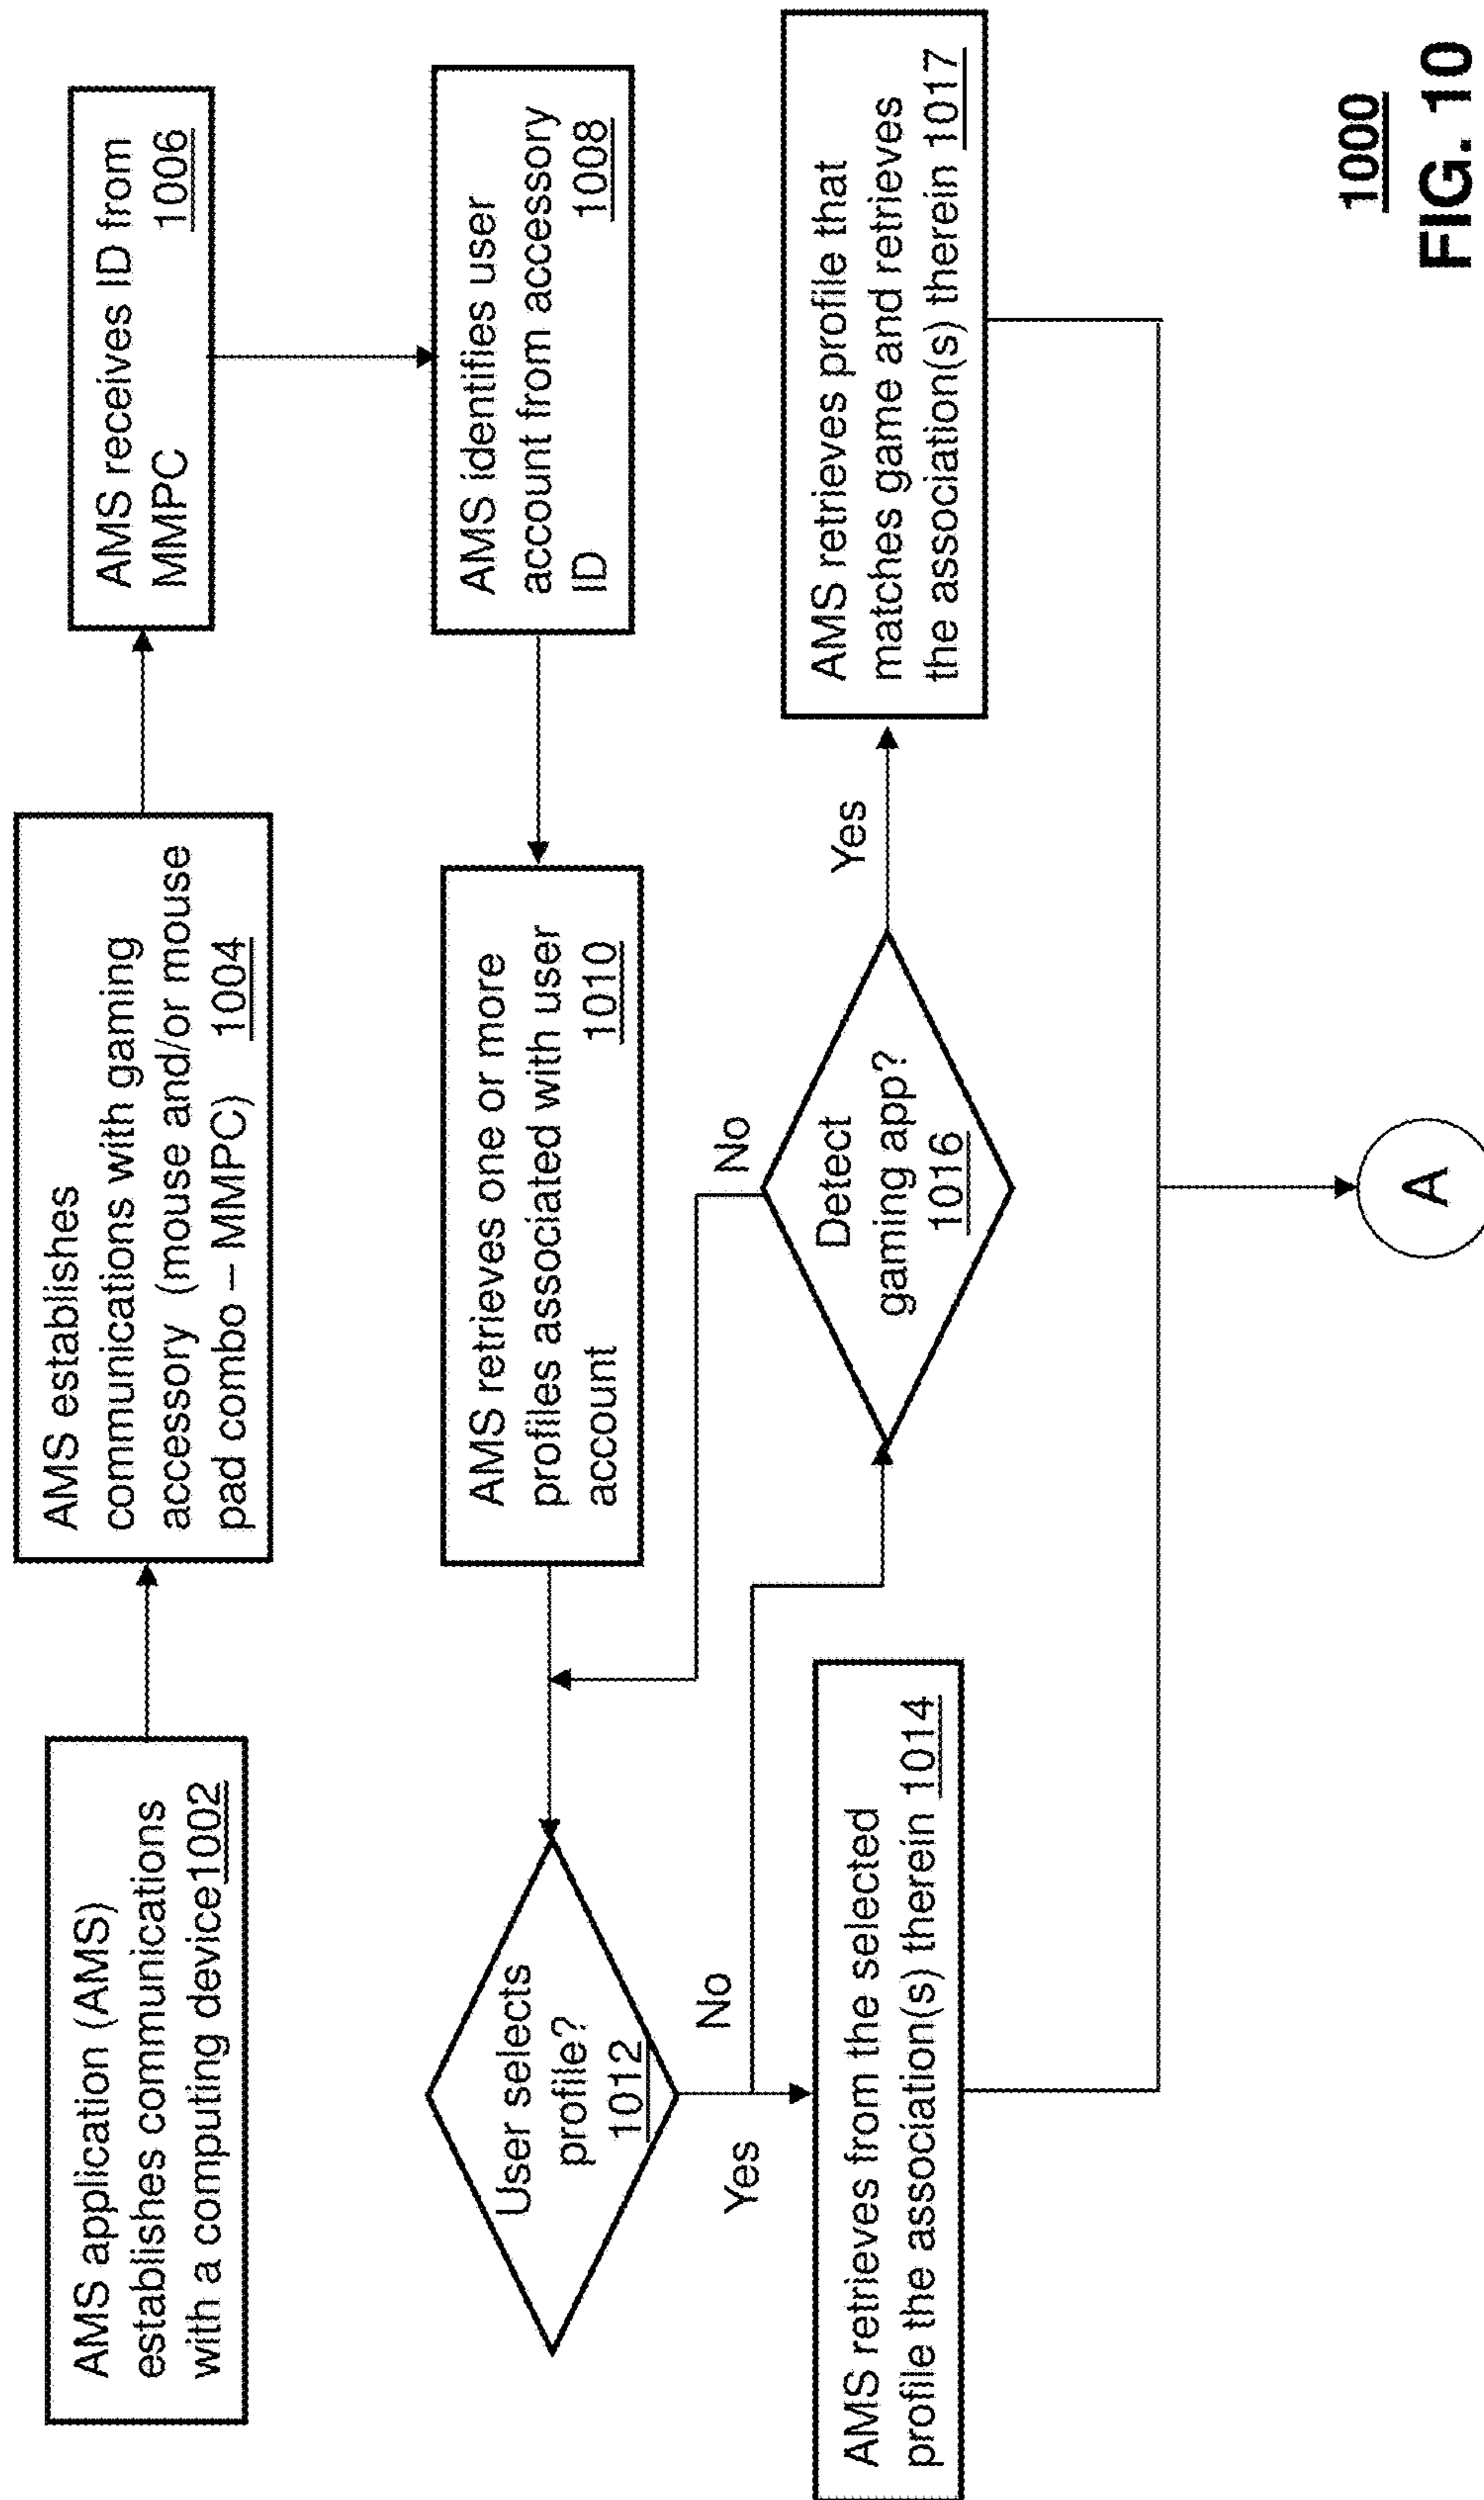 AMS application (AMS)
establishes communications
with a computing device1002
AMS establishes
communications with gaming
accessory (mouse and/or mouse
pad combo – MMPC) 1004
AMS receives ID from
MMPC 1006
AMS identifies user
account from accessory
ID 1008
AMS retrieves one or more
profiles associated with user
account 1010
User selects
profile?
1012
No
Yes
AMS retrieves from the selected
profile the association(s) therein 1014
Detect
gaming app?
1016
No
Yes
AMS retrieves profile that
matches game and retrieves
the association(s) therein 1017
A
1000
FIG. 10